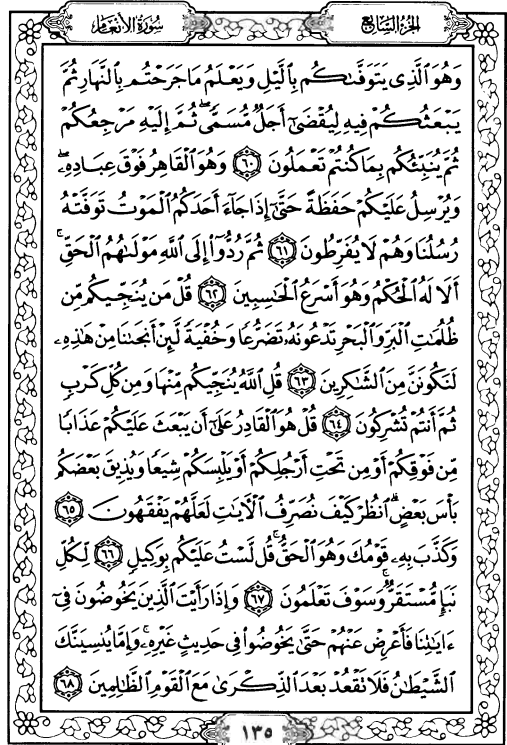 الجزء السابع
سورة الأنعام
وَهُوَ ٱلَّذِى يَتَوَفَّىٰكُم بِٱلَّيْلِ وَيَعْلَمُ مَا جَرَحْتُم بِٱلنَّهَارِ ثُمَّ
يَبْعَثُكُمْ فِيهِ لِيُقْضَىٰٓ أَجَلٌ مُّسَمًّى ۖ ثُمَّ إِلَيْهِ مَرْجِعُكُمْ
ثُمَّ يُنَبِّئُكُم بِمَا كُنتُمْ تَعْمَلُونَ ٦٠ وَهُوَ ٱلْقَاهِرُ فَوْقَ عِبَادِهِۦ ۖ
وَيُرْسِلُ عَلَيْكُمْ حَفَظَةً حَتَّىٰٓ إِذَا جَآءَ أَحَدَكُمُ ٱلْمَوْتُ تَوَفَّتْهُ
رُسُلُنَا وَهُمْ لَا يُفَرِّطُونَ ٦١ ثُمَّ رُدُّوٓا۟ إِلَى ٱللَّهِ مَوْلَىٰهُمُ ٱلْحَقِّ ۚ
أَلَا لَهُ ٱلْحُكْمُ وَهُوَ أَسْرَعُ ٱلْحَٰسِبِينَ ٦٢ قُلْ مَن يُنَجِّيكُم مِّن
ظُلُمَٰتِ ٱلْبَرِّ وَٱلْبَحْرِ تَدْعُونَهُۥ تَضَرُّعًا وَخُفْيَةً لَّئِنْ أَنجَىٰنَا مِنْ هَٰذِهِۦ
لَنَكُونَنَّ مِنَ ٱلشَّٰكِرِينَ ٦٣ قُلِ ٱللَّهُ يُنَجِّيكُم مِّنْهَا وَمِن كُلِّ كَرْبٍ
ثُمَّ أَنتُمْ تُشْرِكُونَ ٦٤ قُلْ هُوَ ٱلْقَادِرُ عَلَىٰٓ أَن يَبْعَثَ عَلَيْكُمْ عَذَابًا
مِّن فَوْقِكُمْ أَوْ مِن تَحْتِ أَرْجُلِكُمْ أَوْ يَلْبِسَكُمْ شِيَعًا وَيُذِيقَ بَعْضَكُم
بَأْسَ بَعْضٍ ۗ ٱنظُرْ كَيْفَ نُصَرِّفُ ٱلْءَايَٰتِ لَعَلَّهُمْ يَفْقَهُونَ ٦٥
وَكَذَّبَ بِهِۦ قَوْمُكَ وَهُوَ ٱلْحَقُّ ۚ قُل لَّسْتُ عَلَيْكُم بِوَكِيلٍ ٦٦ لِّكُلِّ
نَبَإٍ مُّسْتَقَرٌّ ۚ وَسَوْفَ تَعْلَمُونَ ٦٧ وَإِذَا رَأَيْتَ ٱلَّذِينَ يَخُوضُونَ فِىٓ
ءَايَٰتِنَا فَأَعْرِضْ عَنْهُمْ حَتَّىٰ يَخُوضُوا۟ فِى حَدِيثٍ غَيْرِهِۦ ۚ وَإِمَّا يُنسِيَنَّكَ
ٱلشَّيْطَٰنُ فَلَا تَقْعُدْ بَعْدَ ٱلذِّكْرَىٰ مَعَ ٱلْقَوْمِ ٱلظَّٰلِمِينَ ٦٨
١٣٥